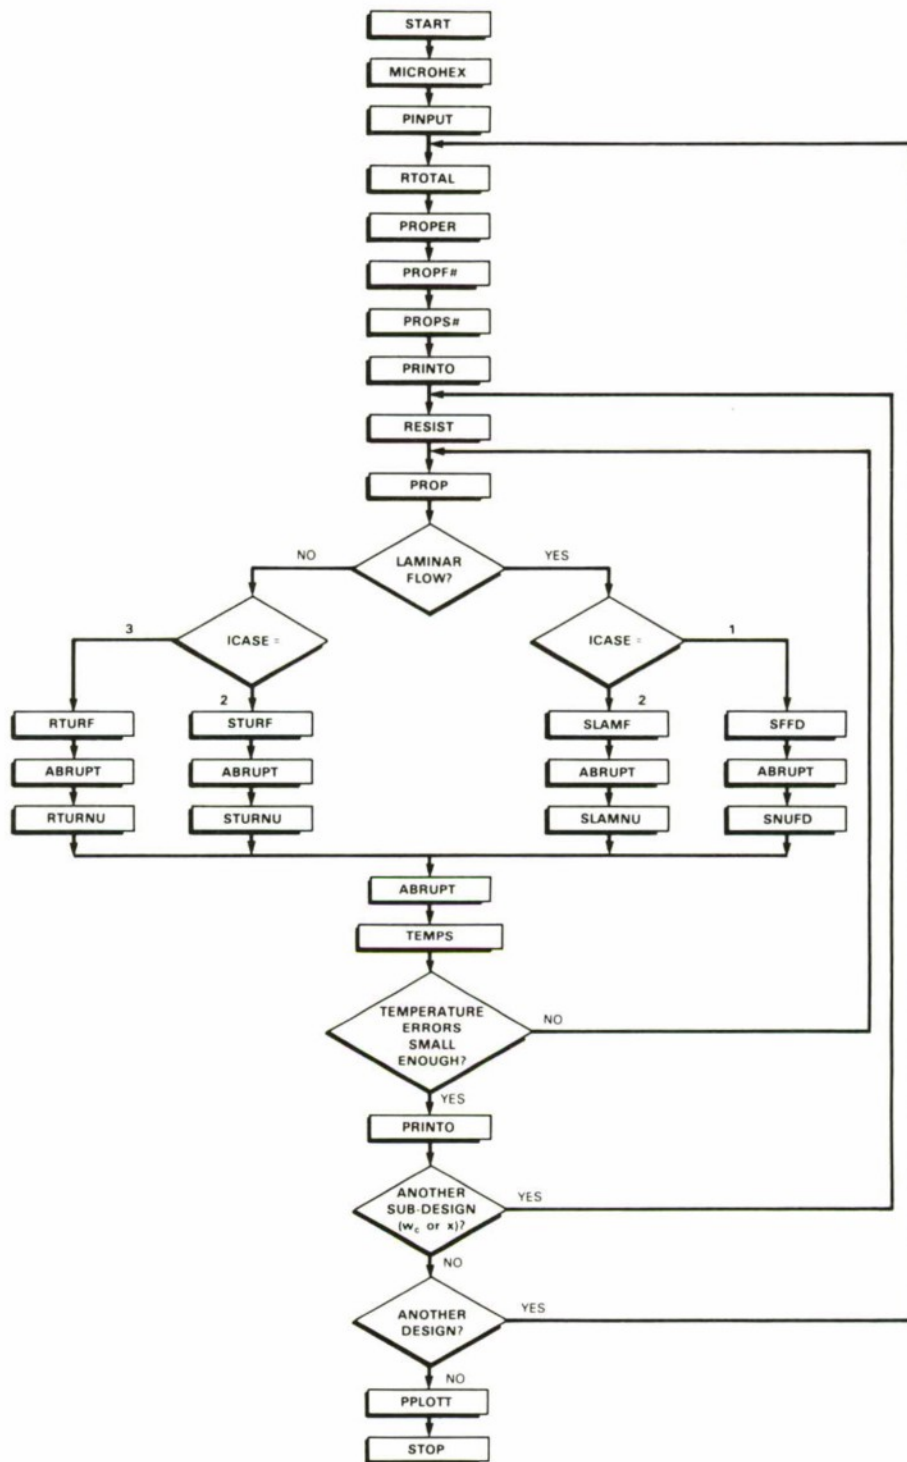 START
MICROHEX
PINPUT
RTOTAL
PROPER
PROPF#
PROPS#
PRINTO
RESIST
PROP
NO
LAMINAR
FLOW?
YES
3
ICASE =
ICASE =
1
2
2
RTURF
STURF
SLAMF
SFFD
ABRUPT
ABRUPT
ABRUPT
ABRUPT
RTURNU
STURNU
SLAMNU
SNUFD
ABRUPT
TEMPS
TEMPERATURE
ERRORS
SMALL
ENOUGH?
NO
YES
PRINTO
ANOTHER
SUB-DESIGN
(wc or x)?
YES
NO
ANOTHER
DESIGN?
YES
NO
PPLOTT
STOP